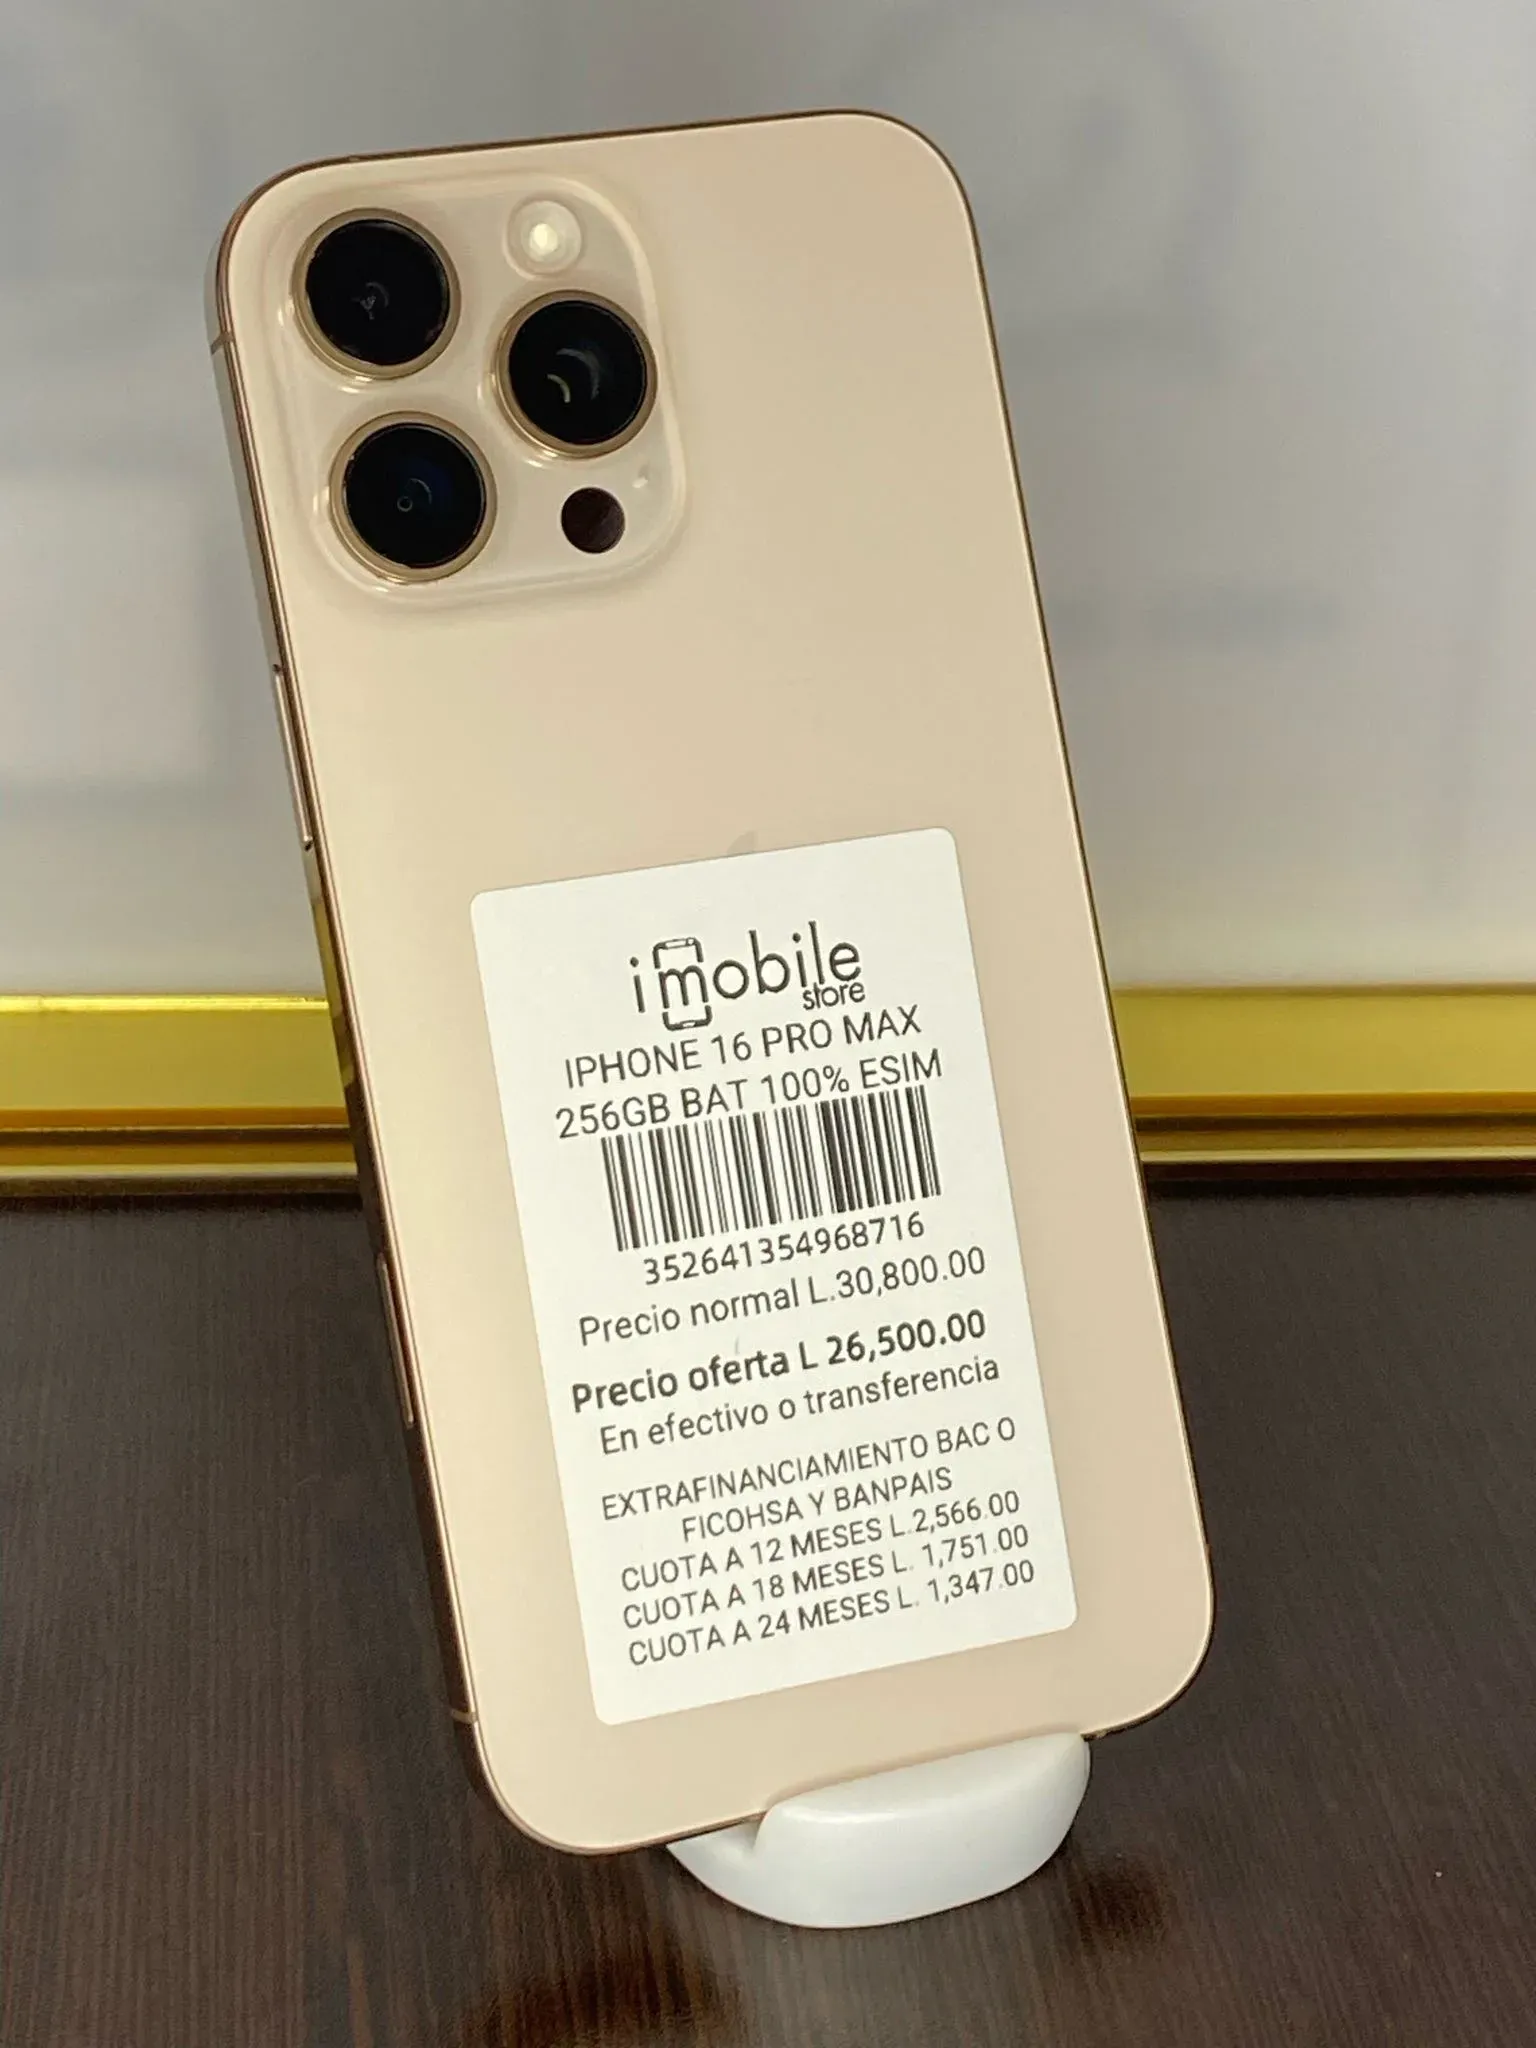 imobile
store
IPHONE 16 PRO MAX
256GB BAT 100% ESIM
352641354968716
Precio normal L.30,800.00
Precio oferta L 26,500.00
En efectivo o transferencia
EXTRAFINANCIAMIENTO BAC O
FICOHSA Y BANPAIS
CUOTA A 12 MESES L.2,566.00
CUOTA A 18 MESES L. 1,751.00
CUOTA A 24 MESES L. 1,347.00